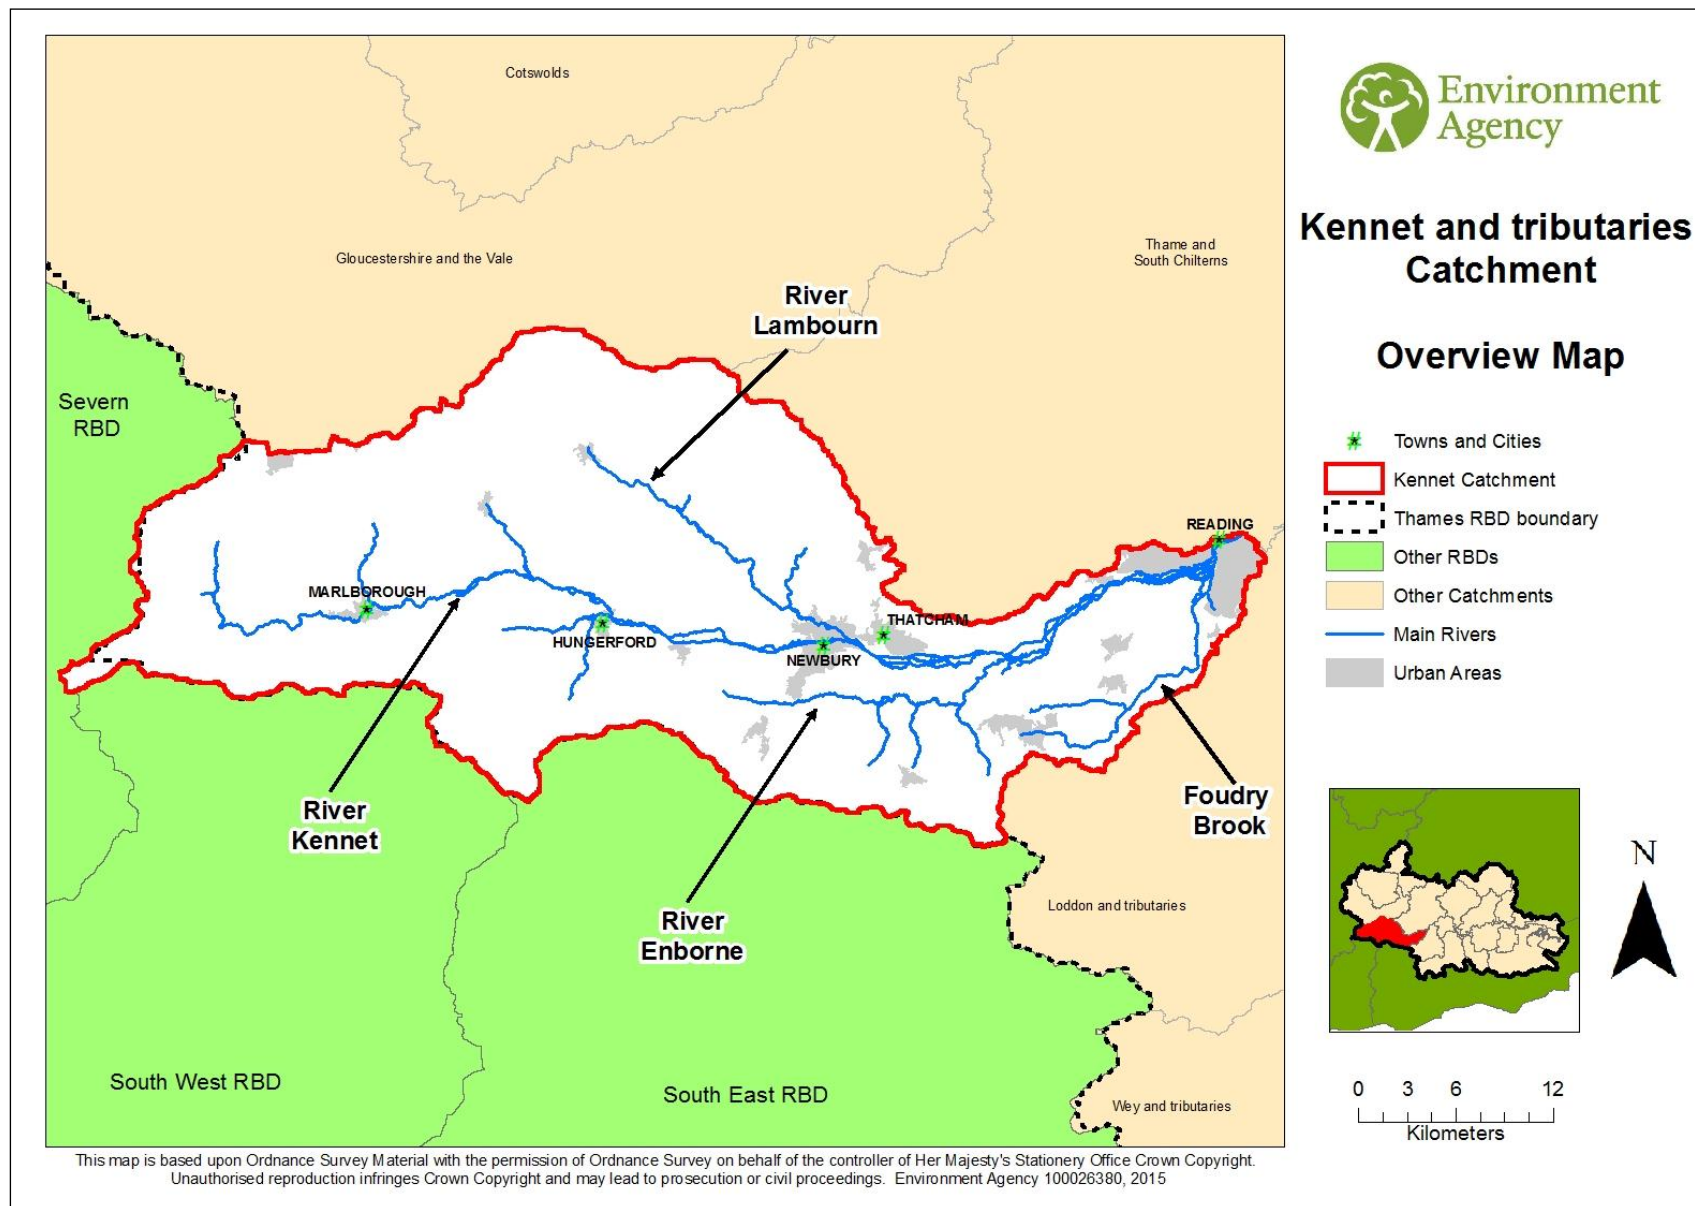 Cotswolds
Gloucestershire and the Vale
Thame and
South Chilterns
River
Lambourn
Severn
RBD
READING
MARLBOROUGH
HUNGERFORD
THATCHAM
NEWBURY
River
Kennet
Foudry
Brook
River
Enborne
Loddon and tributaries
South West RBD
South East RBD
Wey and tributaries
Environment
Agency
Kennet and tributaries
Catchment
Overview Map
Towns and Cities
Kennet Catchment
Thames RBD boundary
Other RBDs
Other Catchments
Main Rivers
Urban Areas
N
0 3 6 12
Kilometers
This map is based upon Ordnance Survey Material with the permission of Ordnance Survey on behalf of the controller of Her Majesty's Stationery Office Crown Copyright.
Unauthorised reproduction infringes Crown Copyright and may lead to prosecution or civil proceedings. Environment Agency 100026380, 2015